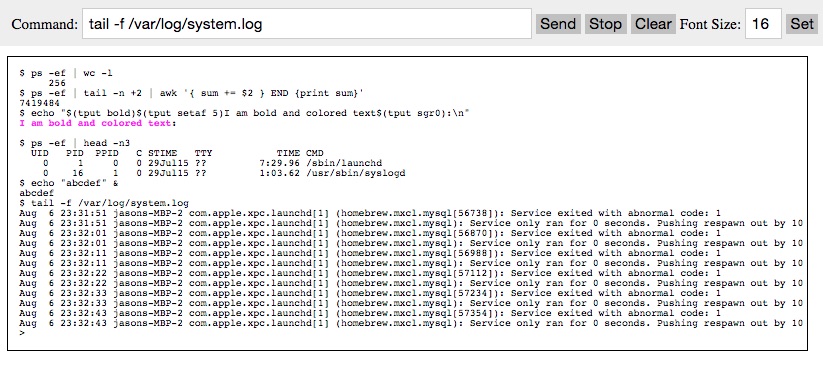 Command: tail -f /var/log/system.log Send Stop Clear Font Size: 16 Set
$ ps -ef | wc -l
256
$ ps -ef | tail -n +2 | awk '{ sum += $2 } END {print sum}'
7419484
$ echo "$(tput bold)$(tput setaf 5)I am bold and colored text$(tput sgr0):\n"
I am bold and colored text:
$ ps -ef | head -n3
UID PID PPID C STIME TTY TIME CMD
0 1 0 0 29Jul15 ?? 7:29.96 /sbin/launchd
0 16 1 0 29Jul15 ?? 1:03.62 /usr/sbin/syslogd
$ echo "abcdef" &
abcdef
$ tail -f /var/log/system.log
Aug 6 23:31:51 jasons-MBP-2 com.apple.xpc.launchd[1] (homebrew.mxcl.mysql[56738]): Service exited with abnormal code: 1
Aug 6 23:31:51 jasons-MBP-2 com.apple.xpc.launchd[1] (homebrew.mxcl.mysql): Service only ran for 0 seconds. Pushing respawn out by 10
Aug 6 23:32:01 jasons-MBP-2 com.apple.xpc.launchd[1] (homebrew.mxcl.mysql[56870]): Service exited with abnormal code: 1
Aug 6 23:32:01 jasons-MBP-2 com.apple.xpc.launchd[1] (homebrew.mxcl.mysql): Service only ran for 0 seconds. Pushing respawn out by 10
Aug 6 23:32:11 jasons-MBP-2 com.apple.xpc.launchd[1] (homebrew.mxcl.mysql[56988]): Service exited with abnormal code: 1
Aug 6 23:32:11 jasons-MBP-2 com.apple.xpc.launchd[1] (homebrew.mxcl.mysql): Service only ran for 0 seconds. Pushing respawn out by 10
Aug 6 23:32:22 jasons-MBP-2 com.apple.xpc.launchd[1] (homebrew.mxcl.mysql[57112]): Service exited with abnormal code: 1
Aug 6 23:32:22 jasons-MBP-2 com.apple.xpc.launchd[1] (homebrew.mxcl.mysql): Service only ran for 0 seconds. Pushing respawn out by 10
Aug 6 23:32:33 jasons-MBP-2 com.apple.xpc.launchd[1] (homebrew.mxcl.mysql[57234]): Service exited with abnormal code: 1
Aug 6 23:32:33 jasons-MBP-2 com.apple.xpc.launchd[1] (homebrew.mxcl.mysql): Service only ran for 0 seconds. Pushing respawn out by 10
Aug 6 23:32:43 jasons-MBP-2 com.apple.xpc.launchd[1] (homebrew.mxcl.mysql[57354]): Service exited with abnormal code: 1
Aug 6 23:32:43 jasons-MBP-2 com.apple.xpc.launchd[1] (homebrew.mxcl.mysql): Service only ran for 0 seconds. Pushing respawn out by 10
>